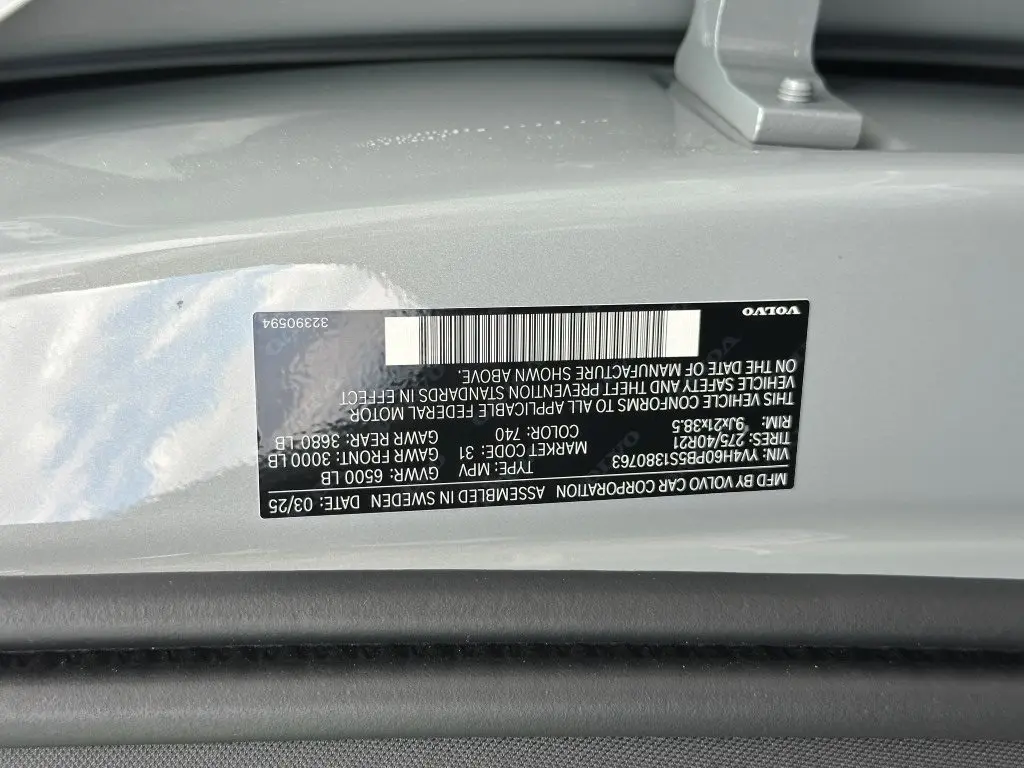 MFD BY VOLVO CAR CORPORATION ASSEMBLED IN SWEDEN DATE: 03/25
VIN: YV4H60PB5S1380763 TYPE: MPV GVWR: 6500 LB
TIRES: 275/40R21 MARKET CODE: 31 GAWR FRONT: 3000 LB
RIM: 9Jx21x38.5 COLOR: 740 GAWR REAR: 3680 LB
THIS VEHICLE CONFORMS TO ALL APPLICABLE FEDERAL MOTOR
VEHICLE SAFETY AND THEFT PREVENTION STANDARDS IN EFFECT
ON THE DATE OF MANUFACTURE SHOWN ABOVE.
VOLVO 32390594